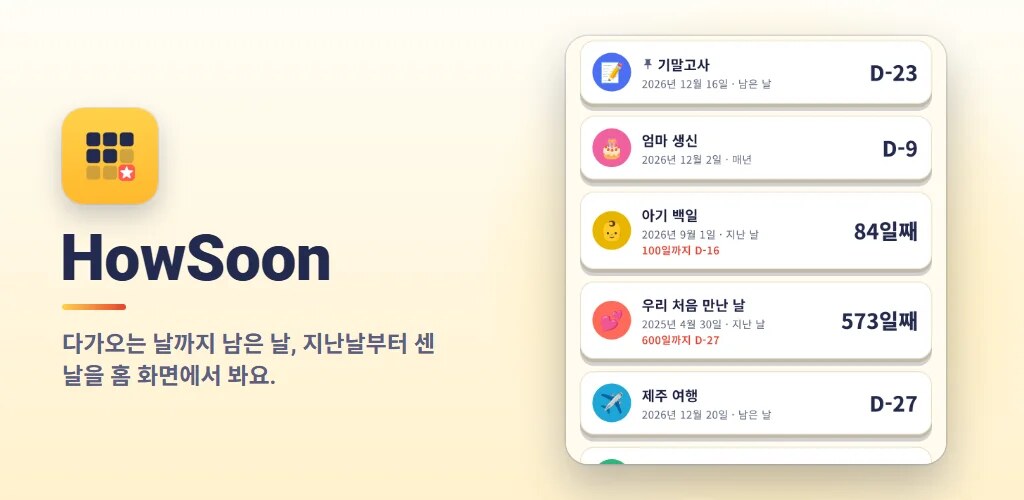 HowSoon
다가오는 날까지 남은 날, 지난날부터 센
날을 홈 화면에서 봐요.
기말고사
2026년 12월 16일 · 남은 날
D-23
엄마 생신
2026년 12월 2일 · 매년
D-9
아기 백일
2026년 9월 1일 · 지난 날
100일까지 D-16
84일째
우리 처음 만난 날
2025년 4월 30일 · 지난 날
600일까지 D-27
573일째
제주 여행
2026년 12월 20일 · 남은 날
D-27